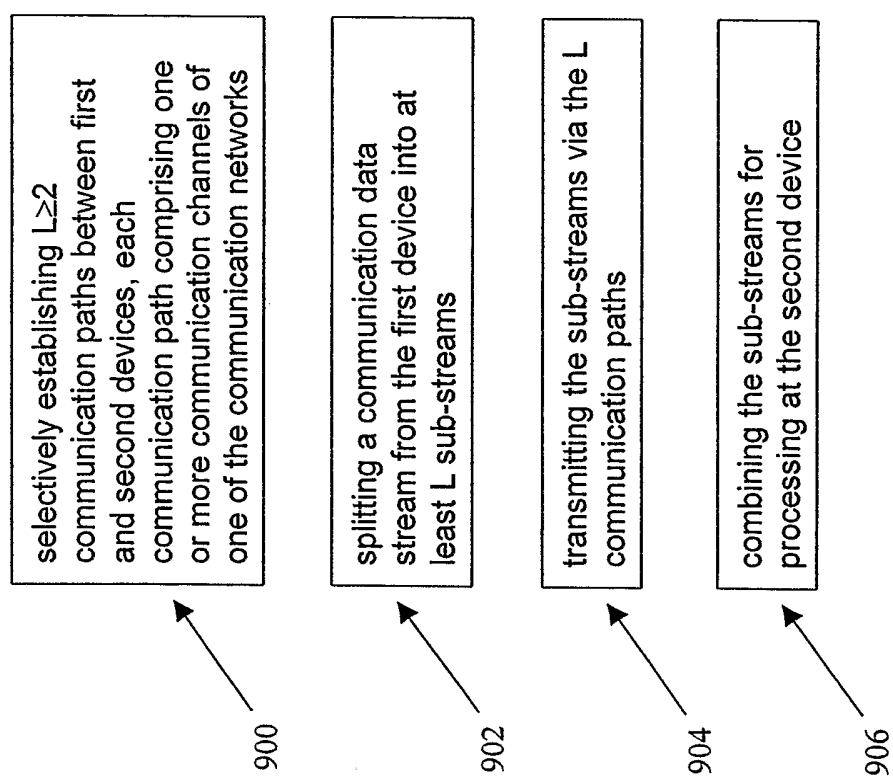 selectively establishing L≥2
communication paths between first
and second devices, each
communication path comprising one
or more communication channels of
one of the communication networks
900
splitting a communication data
stream from the first device into at
least L sub-streams
902
transmitting the sub-streams via the L
communication paths
904
combining the sub-streams for
processing at the second device
906